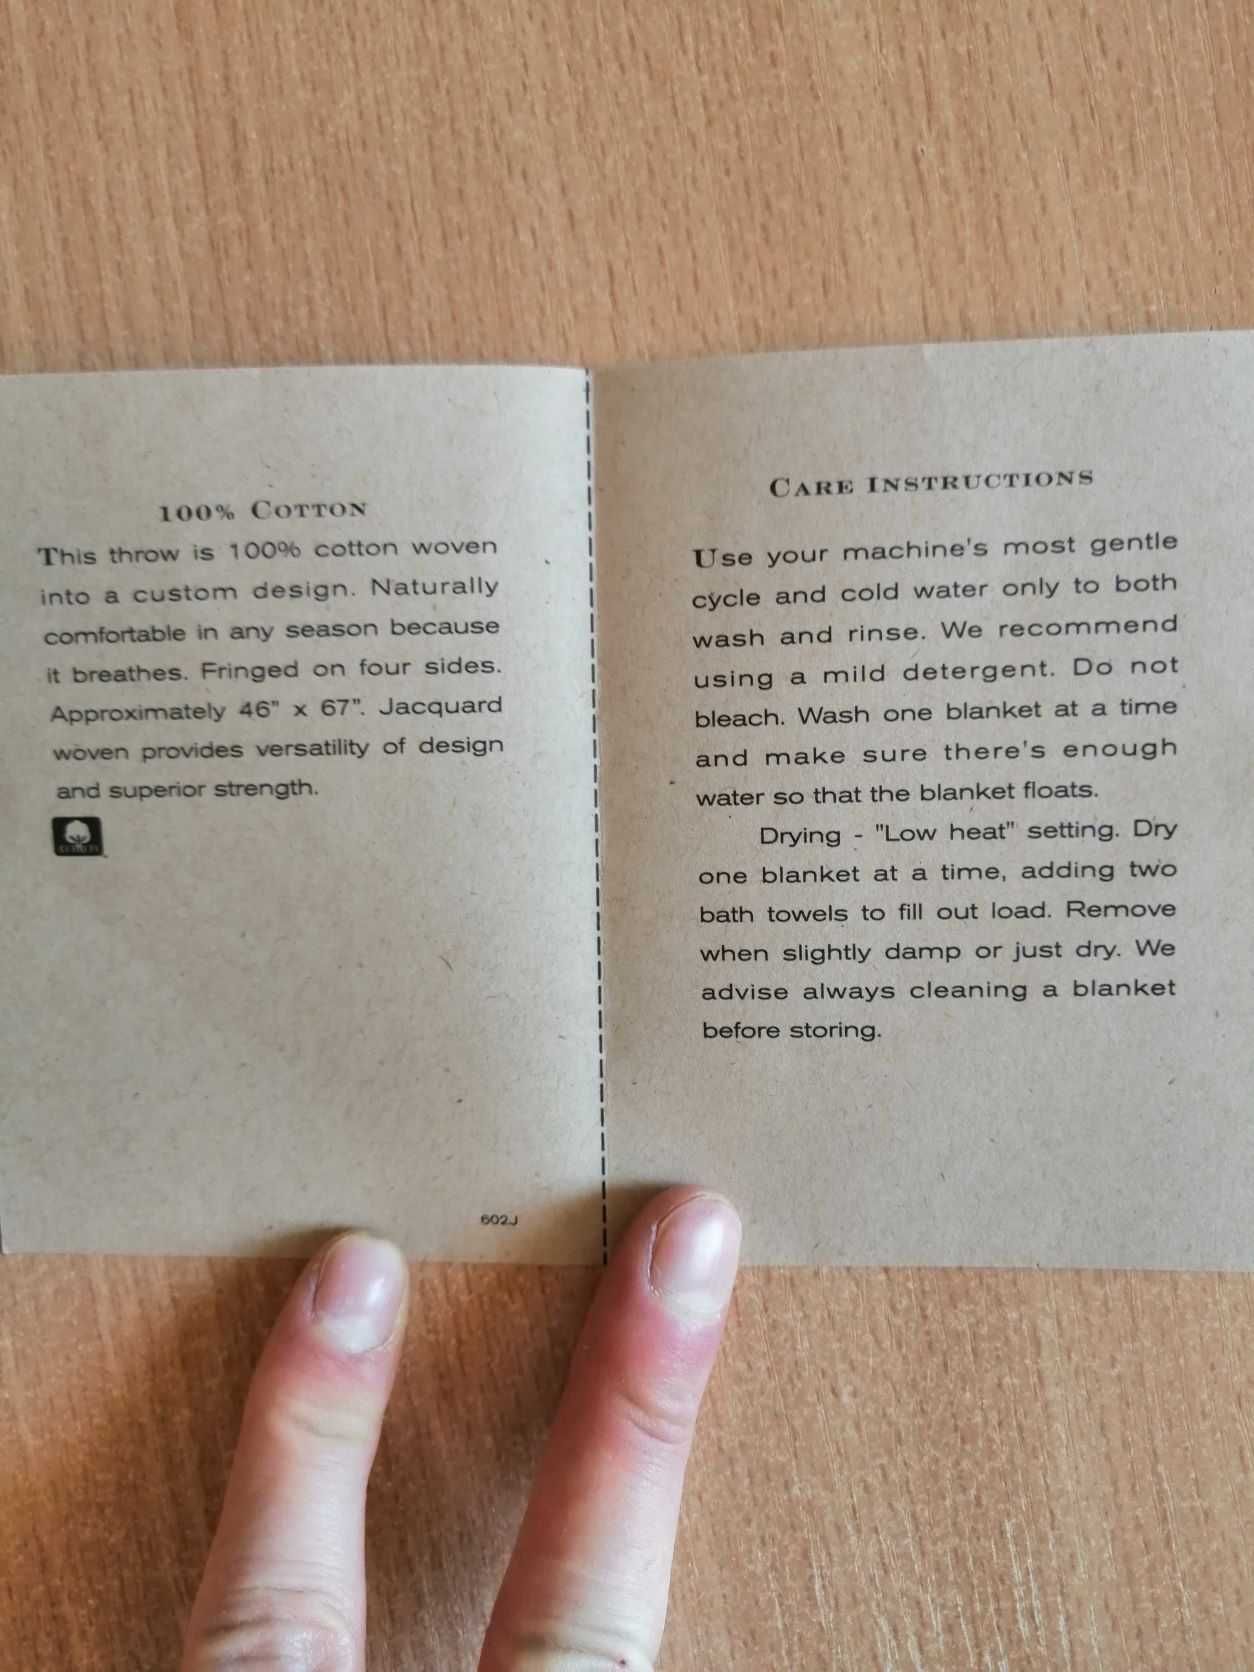 100% COTTON
This throw is 100% cotton woven
into a custom design. Naturally
comfortable in any season because
it breathes. Fringed on four sides.
Approximately 46" x 67". Jacquard
woven provides versatility of design
and superior strength.
602J
CARE INSTRUCTIONS
Use your machine's most gentle
cycle and cold water only to both
wash and rinse. We recommend
using a mild detergent. Do not
bleach. Wash one blanket at a time
and make sure there's enough
water so that the blanket floats.
Drying - "Low heat" setting. Dry
one blanket at a time, adding two
bath towels to fill out load. Remove
when slightly damp or just dry. We
advise always cleaning a blanket
before storing.